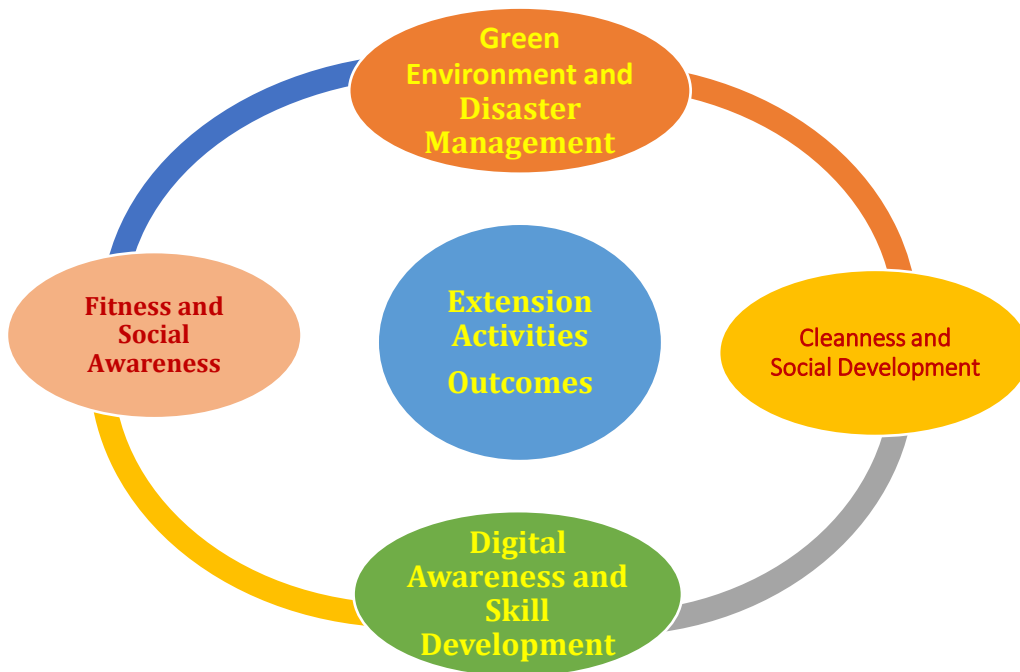 Green
Environment and
Disaster
Management
Fitness and
Social
Awareness
Extension
Activities
Outcomes
Cleanness and
Social Development
Digital
Awareness and
Skill
Development